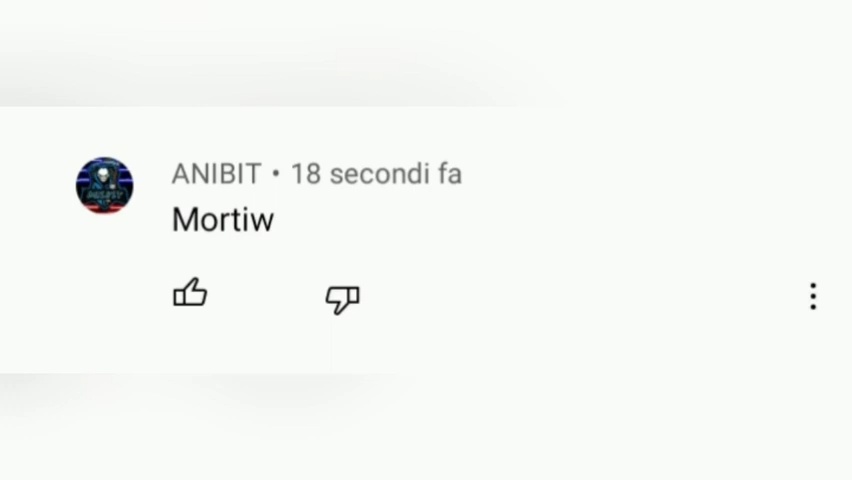 ANIBIT • 18 secondi fa
Mortiw